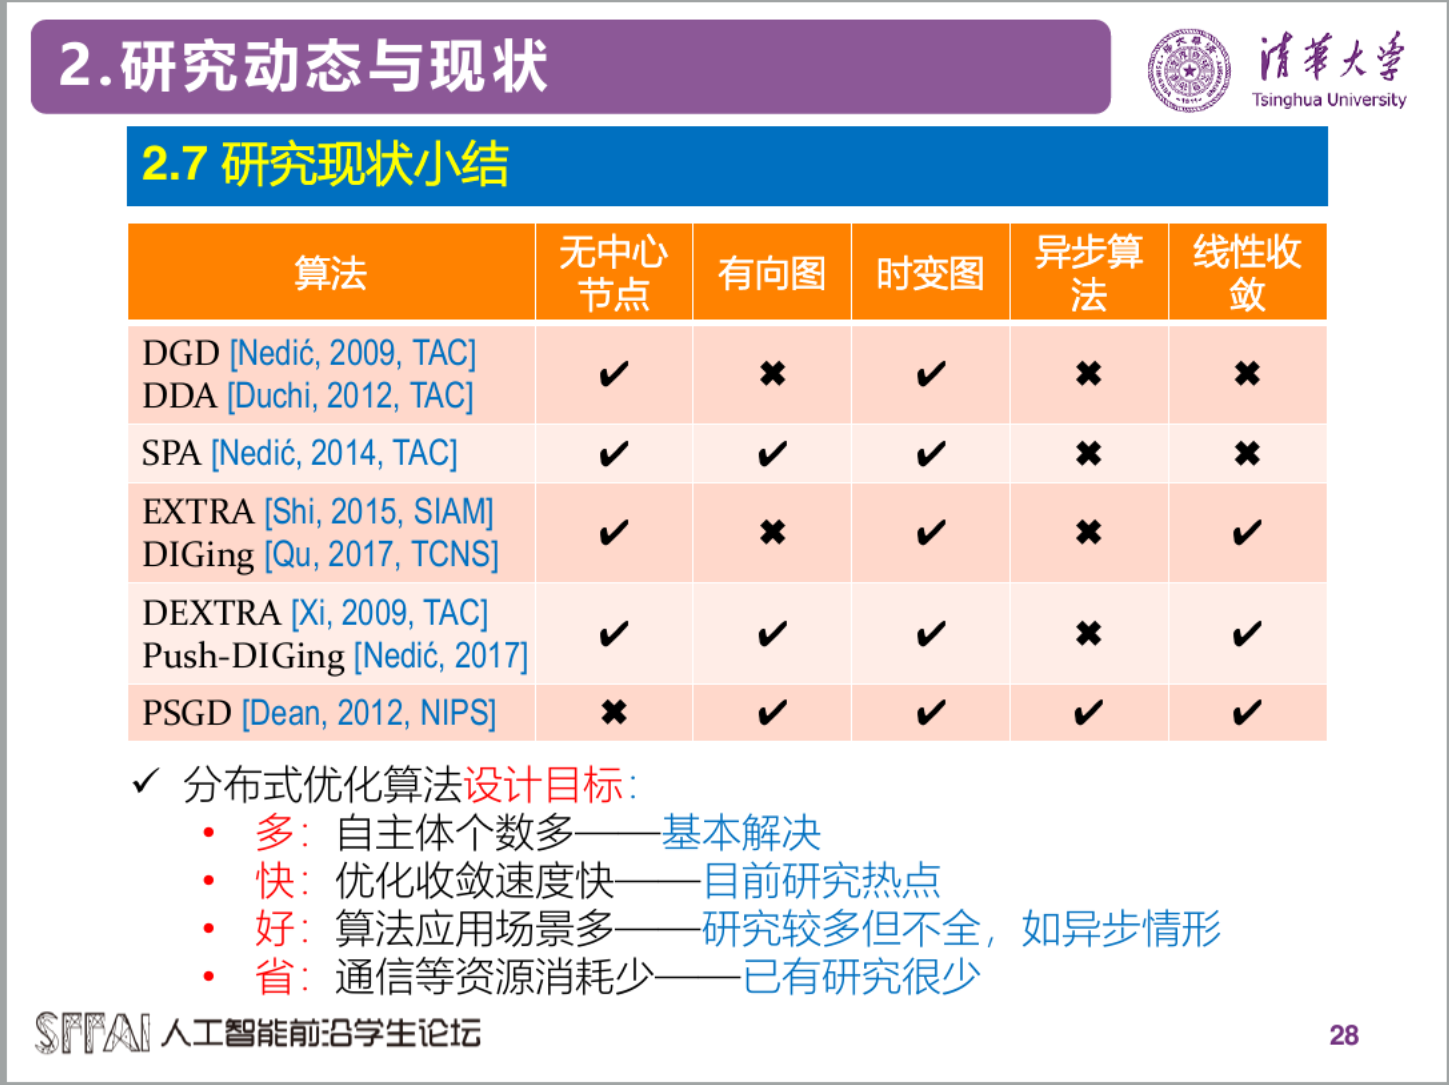 2.研究动态与现状
清华大学
Tsinghua University
2.7 研究现状小结
算法 无中心节点 有向图 时变图 异步算法 线性收敛
DGD [Nedić, 2009, TAC]
DDA [Duchi, 2012, TAC]
✔ ✖ ✔ ✖ ✖
SPA [Nedić, 2014, TAC] ✔ ✔ ✔ ✖ ✖
EXTRA [Shi, 2015, SIAM]
DIGing [Qu, 2017, TCNS]
✔ ✖ ✔ ✖ ✔
DEXTRA [Xi, 2009, TAC]
Push-DIGing [Nedić, 2017]
✔ ✔ ✔ ✖ ✔
PSGD [Dean, 2012, NIPS] ✖ ✔ ✔ ✔ ✔
✓ 分布式优化算法设计目标：
• 多：自主体个数多——基本解决
• 快：优化收敛速度快——目前研究热点
• 好：算法应用场景多——研究较多但不全，如异步情形
• 省：通信等资源消耗少——已有研究很少
SFFAI 人工智能前沿学生论坛
28